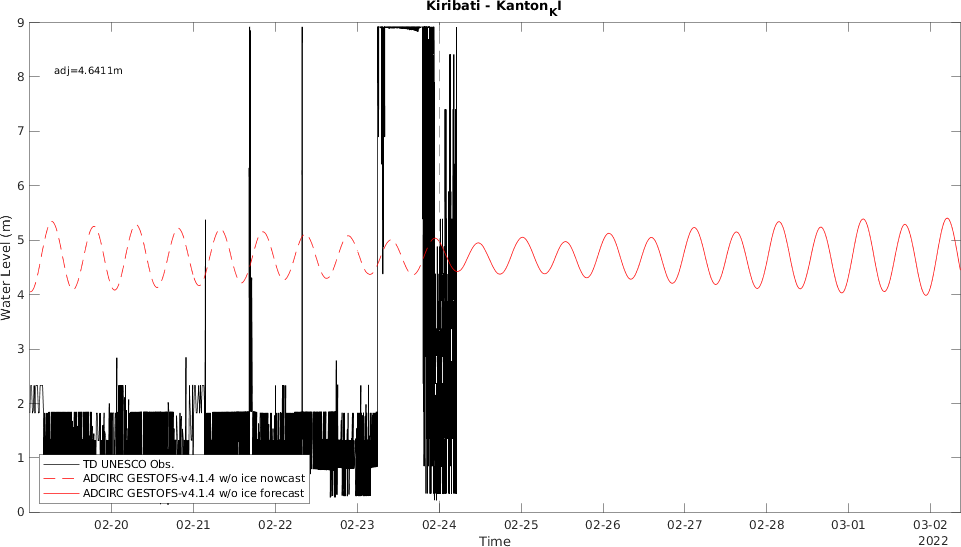 Kiribati - Kanton_KI
adj=4.6411m
Water Level (m)
9
8
7
6
5
4
3
2
1
0
TD UNESCO Obs.
ADCIRC GESTOFS-v4.1.4 w/o ice nowcast
ADCIRC GESTOFS-v4.1.4 w/o ice forecast
02-20 02-21 02-22 02-23 02-24 02-25 02-26 02-27 02-28 03-01 03-02
2022
Time